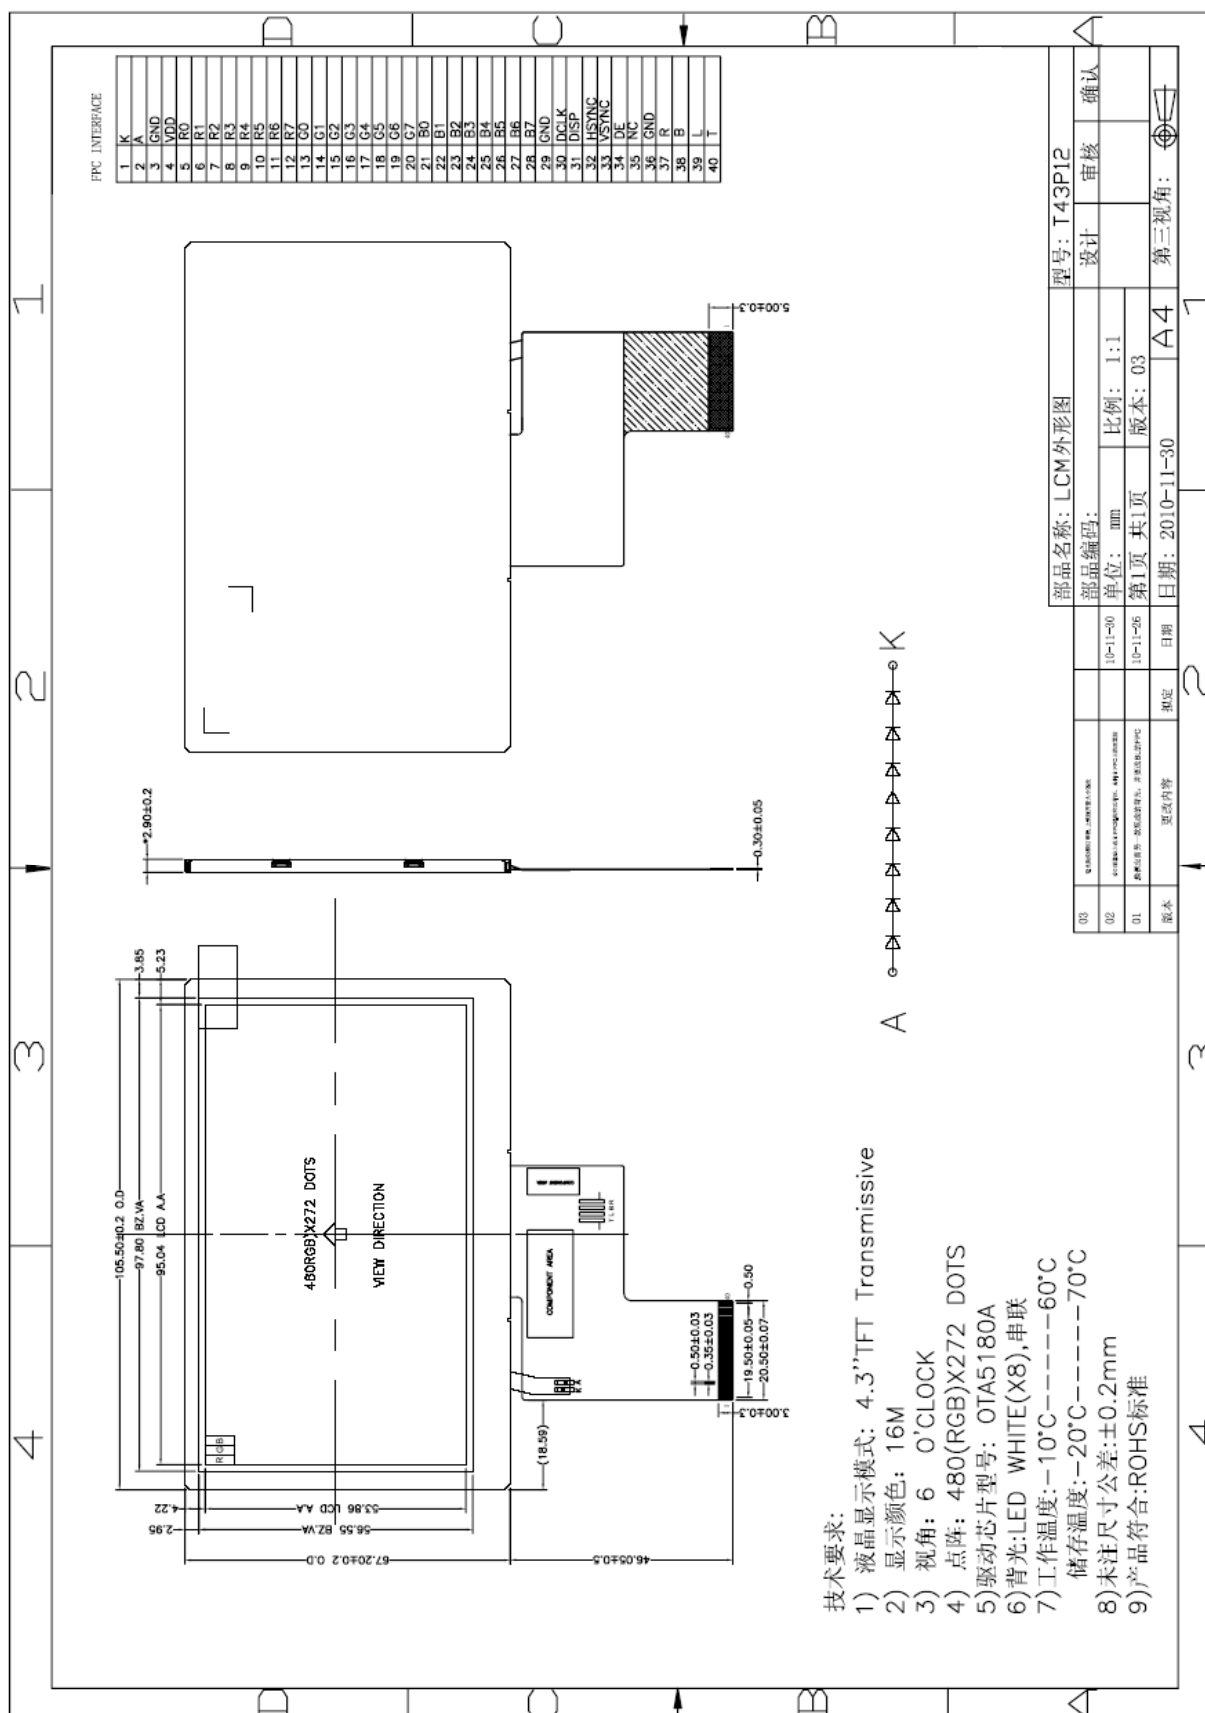 D
C
B
A
1
2
3
4
FPC INTERFACE
1 K
2 A
3 GND
4 VDD
5 R0
6 R1
7 R2
8 R3
9 R4
10 R5
11 R6
12 R7
13 G0
14 G1
15 G2
16 G3
17 G4
18 G5
19 G6
20 G7
21 B0
22 B1
23 B2
24 B3
25 B4
26 B5
27 B6
28 B7
29 GND
30 DCLK
31 DISP
32 HSYNC
33 VSYNC
34 DE
35 NC
36 GND
37 R
38 B
39 L
40 T
105.50±0.2 O.D
97.80 BZ.VA
95.04 LCD A.A
3.85
5.23
480(RGB)X272 DOTS
VIEW DIRECTION
R G B
4.22
2.95
53.86 LCD A.A
56.55 BZ.VA
67.20±0.2 O.D
46.05±0.5
(18.59)
COMPONENT AREA
COMPONENT AREA
T L B R
K A
0.50±0.03
0.35±0.03
0.50
19.50±0.05
20.50±0.07
3.00±0.3
*2.90±0.2
0.30±0.05
5.00±0.3
1
A
K
技术要求:
1) 液晶显示模式: 4.3''TFT Transmissive
2) 显示颜色: 16M
3) 视角: 6 O'CLOCK
4) 点阵: 480(RGB)X272 DOTS
5)驱动芯片型号: OTA5180A
6)背光:LED WHITE(X8),串联
7)工作温度:-10°C------60°C
储存温度:-20°C------70°C
8)未注尺寸公差:±0.2mm
9)产品符合:ROHS标准
部品名称: LCM外形图
型号: T43P12
部品编码:
设计
审核
确认
单位: mm
比例: 1:1
第1页 共1页
版本: 03
日期: 2010-11-30
A4
第三视角:
03
02
10-11-30
01
10-11-26
版本
更改内容
拟定
日期
D
C
B
A
1
2
3
4